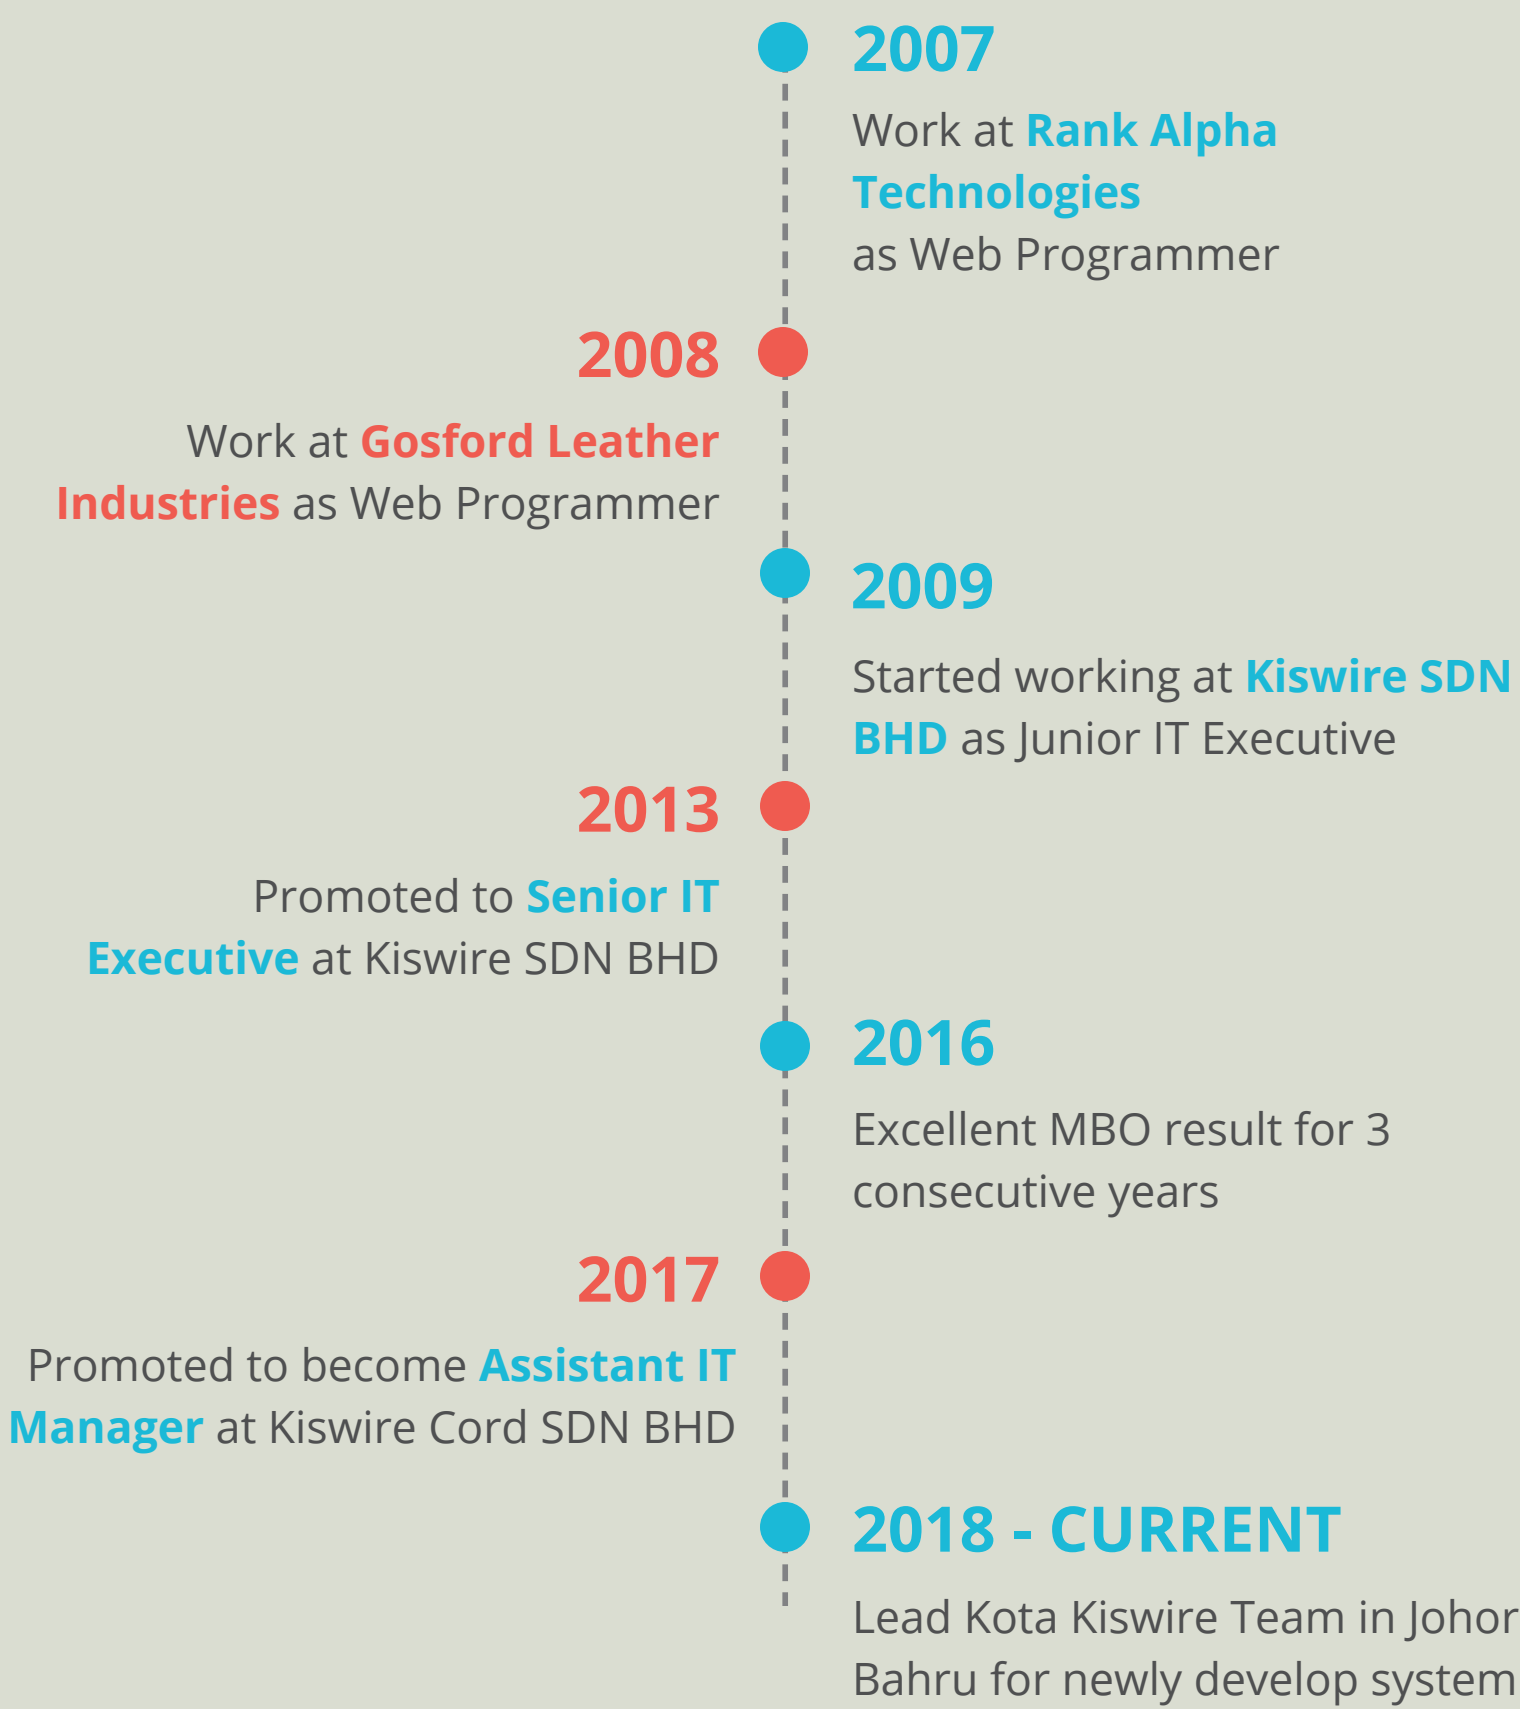 2007
Work at Rank Alpha
Technologies
as Web Programmer
2008
Work at Gosford Leather
Industries as Web Programmer
2009
Started working at Kiswire SDN
BHD as Junior IT Executive
2013
Promoted to Senior IT
Executive at Kiswire SDN BHD
2016
Excellent MBO result for 3
consecutive years
2017
Promoted to become Assistant IT
Manager at Kiswire Cord SDN BHD
2018 - CURRENT
Lead Kota Kiswire Team in Johor
Bahru for newly develop system